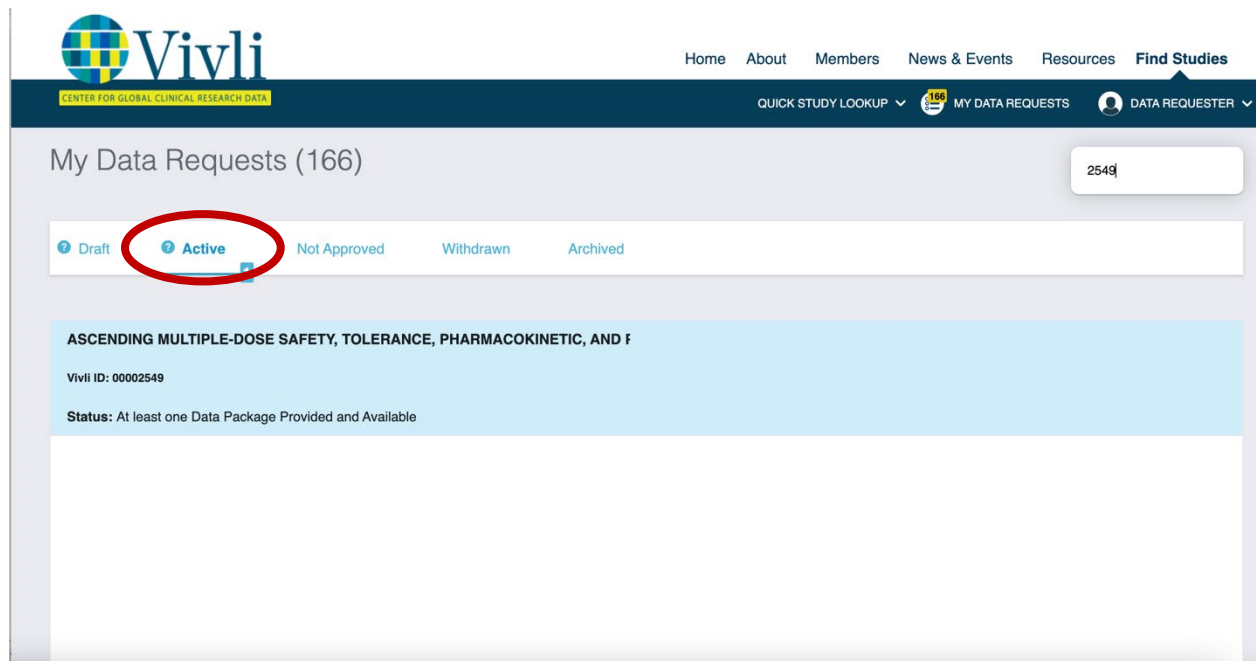 Vivli
CENTER FOR GLOBAL CLINICAL RESEARCH DATA
Home About Members News & Events Resources Find Studies
QUICK STUDY LOOKUP 166 MY DATA REQUESTS DATA REQUESTER
My Data Requests (166)
2549
? Draft ? Active Not Approved Withdrawn Archived
ASCENDING MULTIPLE-DOSE SAFETY, TOLERANCE, PHARMACOKINETIC, AND
Vivli ID: 00002549
Status: At least one Data Package Provided and Available